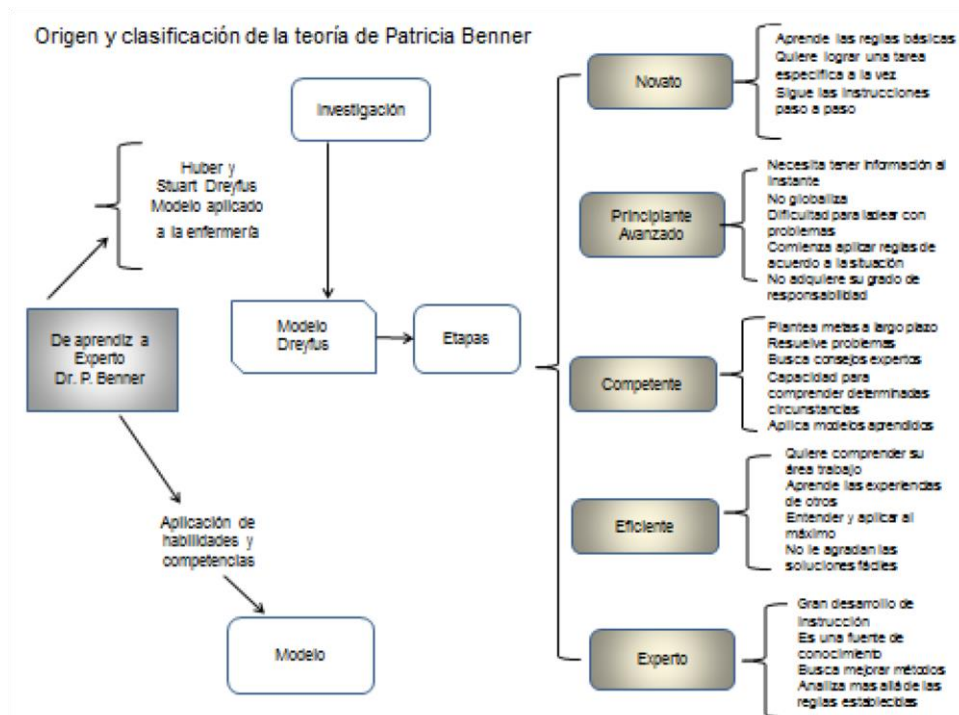 Origen y clasificación de la teoría de Patricia Benner
Investigación
Huber y
Stuart Dreyfus
Modelo aplicado
a la enfermería
De aprendiz a
Experto
Dr. P. Benner
Aplicación de
habilidades y
competencias
Modelo
Modelo
Dreyfus
Etapas
Novato
Aprende las reglas básicas
Quiere lograr una tarea
específica a la vez
Sigue las instrucciones
paso a paso
Principiante
Avanzado
Necesita tener información al
instante
No globaliza
Dificultad para ladear con
problemas
Comienza aplicar reglas de
acuerdo a la situación
No adquiere su grado de
responsabilidad
Competente
Plantea metas a largo plazo
Resuelve problemas
Busca consejos expertos
Capacidad para
comprender determinadas
circunstancias
Aplica modelos aprendidos
Eficiente
Quiere comprender su
área trabajo
Aprende las experiencias
de otros
Entender y aplicar al
máximo
No le agradan las
soluciones fáciles
Experto
Gran desarrollo de
instrucción
Es una fuente de
conocimiento
Busca mejorar métodos
Analiza mas allá de las
reglas establecidas